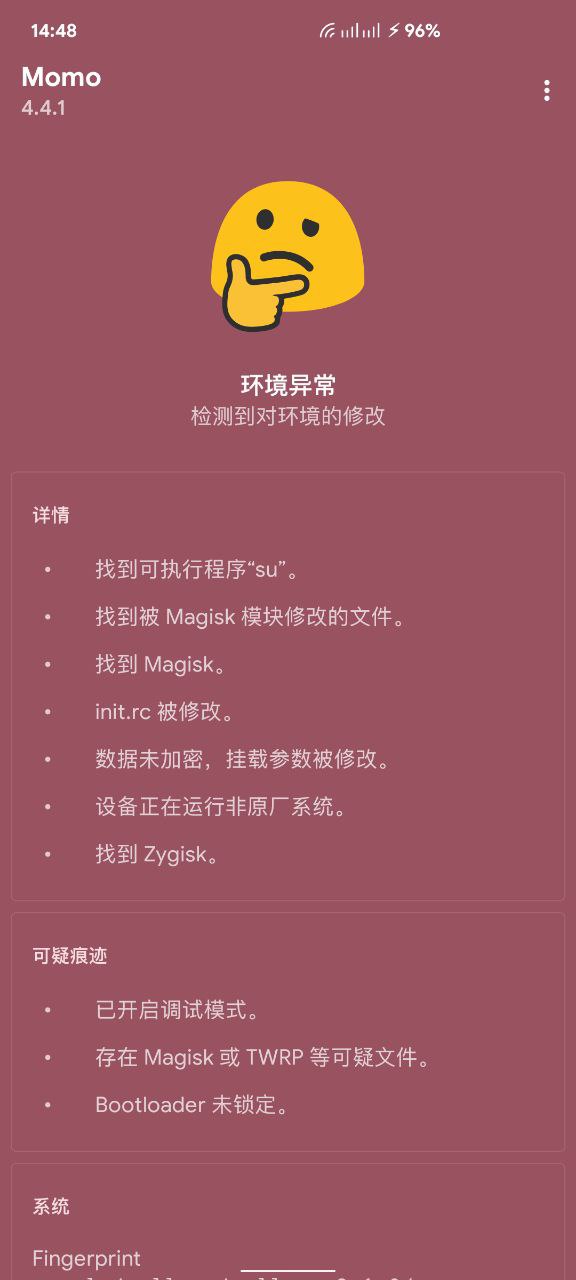 14:48
96%
Momo
4.4.1
环境异常
检测到对环境的修改
详情
• 找到可执行程序“su”。
• 找到被 Magisk 模块修改的文件。
• 找到 Magisk。
• init.rc 被修改。
• 数据未加密，挂载参数被修改。
• 设备正在运行非原厂系统。
• 找到 Zygisk。
可疑痕迹
• 已开启调试模式。
• 存在 Magisk 或 TWRP 等可疑文件。
• Bootloader 未锁定。
系统
Fingerprint